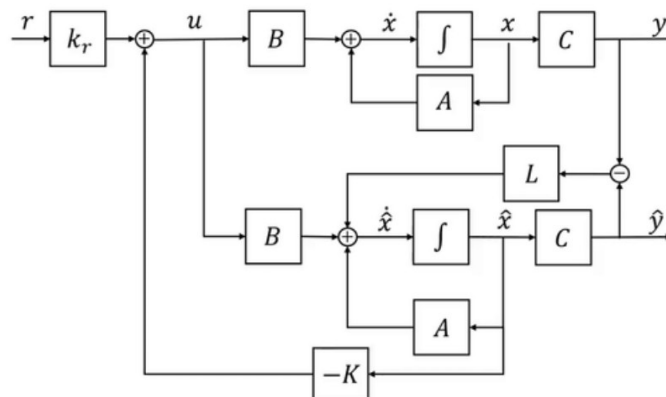 r k_r + u B + ẋ ∫ x C y
A
L −
B + x̂̇ ∫ x̂ C ŷ
A
−K